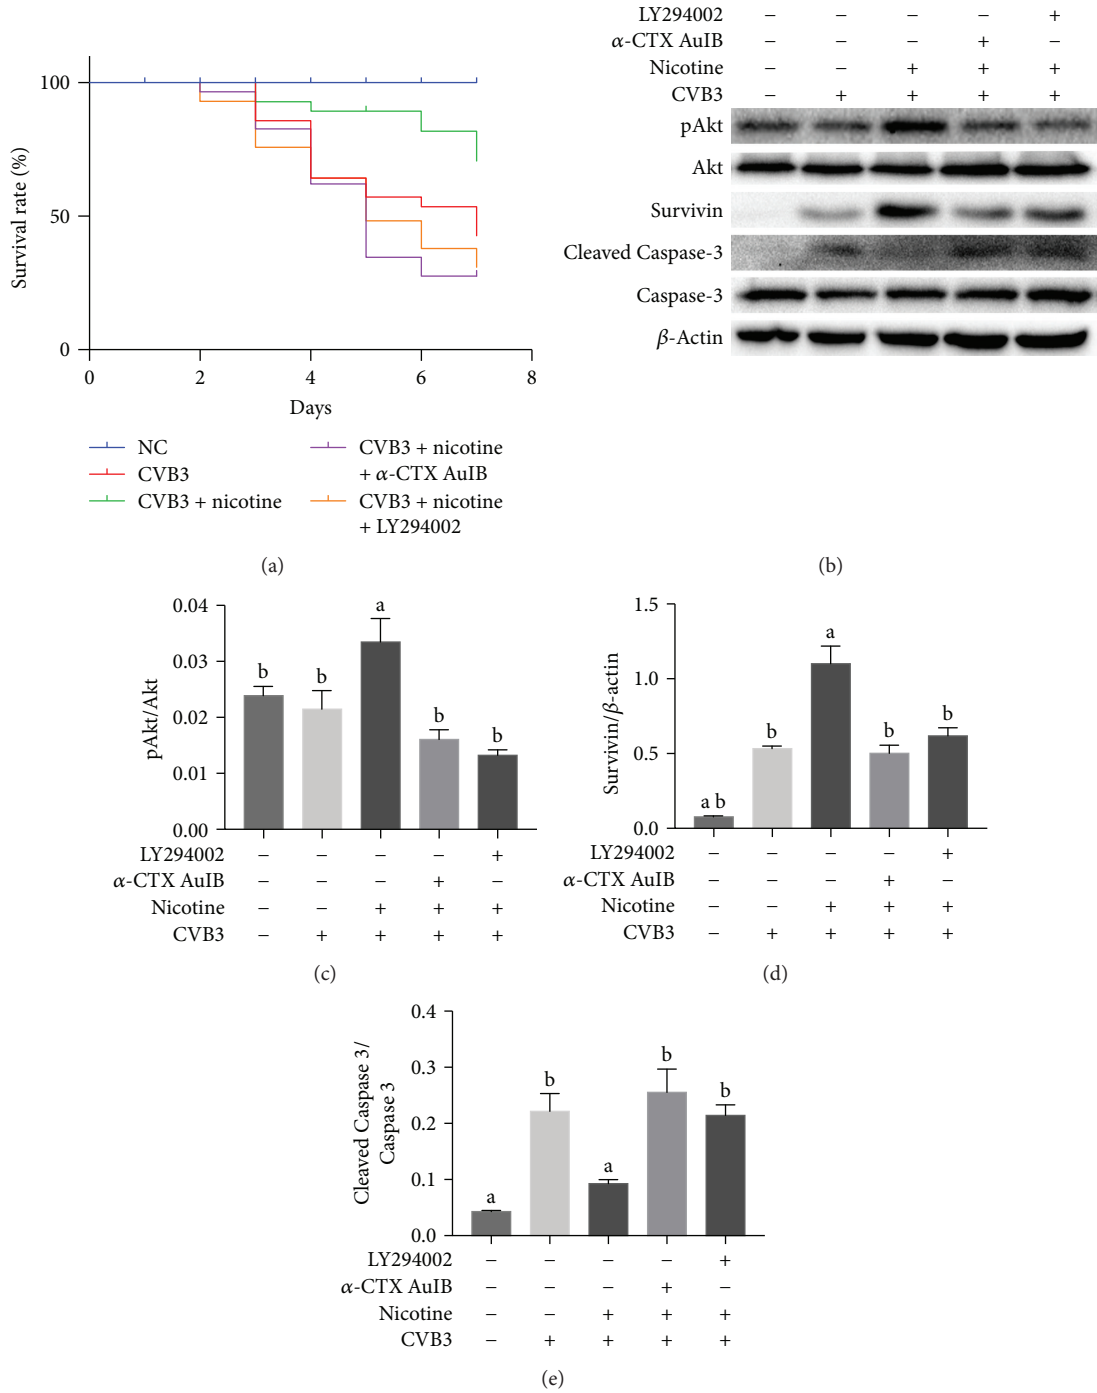 100
50
0
0
2
4
6
8
Survival rate (%)
Days
NC
CVB3
CVB3 + nicotine
CVB3 + nicotine
+ α-CTX AuIB
CVB3 + nicotine
+ LY294002
(a)
LY294002 − − − − +
α-CTX AuIB − − − + −
Nicotine − − + + +
CVB3 − + + + +
pAkt
Akt
Survivin
Cleaved Caspase-3
Caspase-3
β-Actin
(b)
0.04
0.03
0.02
0.01
0.00
pAkt/Akt
b b a b b
LY294002 − − − − +
α-CTX AuIB − − − + −
Nicotine − − + + +
CVB3 − + + + +
(c)
1.5
1.0
0.5
0.0
Survivin/β-actin
a b b a b b
LY294002 − − − − +
α-CTX AuIB − − − + −
Nicotine − − + + +
CVB3 − + + + +
(d)
0.4
0.3
0.2
0.1
0.0
Cleaved Caspase 3/
Caspase 3
a b a b b
LY294002 − − − − +
α-CTX AuIB − − − + −
Nicotine − − + + +
CVB3 − + + + +
(e)